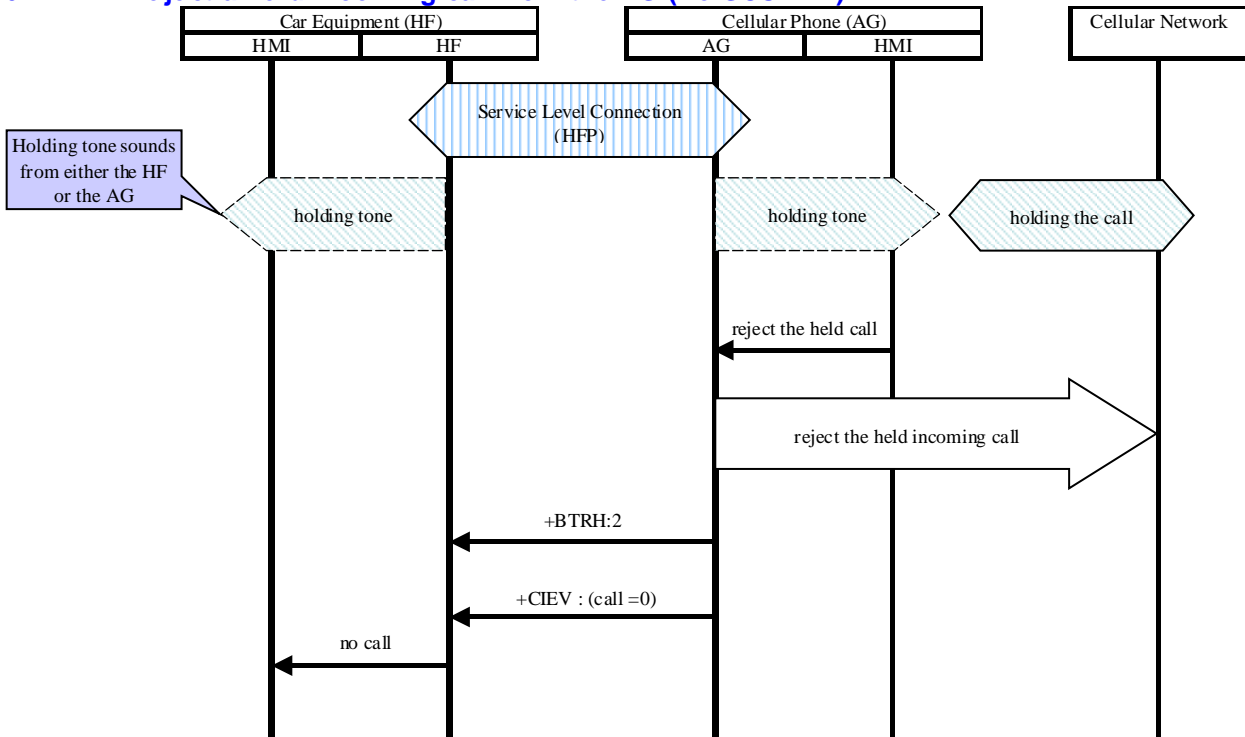 Car Equipment (HF)
HMI
HF
Cellular Phone (AG)
AG
HMI
Cellular Network
Service Level Connection
(HFP)
Holding tone sounds
from either the HF
or the AG
holding tone
holding tone
holding the call
reject the held call
reject the held incoming call
+BTRH:2
+CIEV : (call =0)
no call